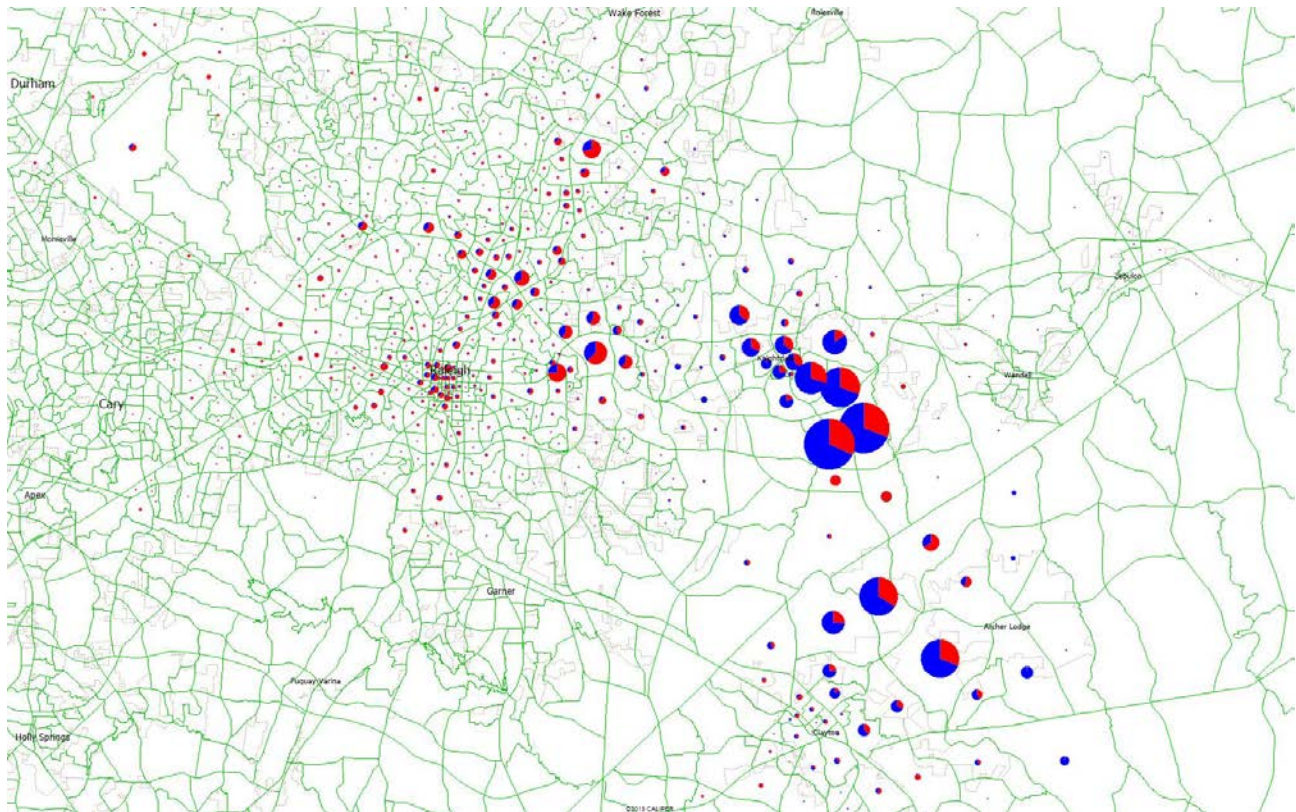 Wake Forest
Rolesville
Durham
Morrisville
Zebulon
Knightdale
Raleigh
Wendell
Cary
Apex
Garner
Archer Lodge
Fuquay-Varina
Holly Springs
Clayton
©2013 CALIPER